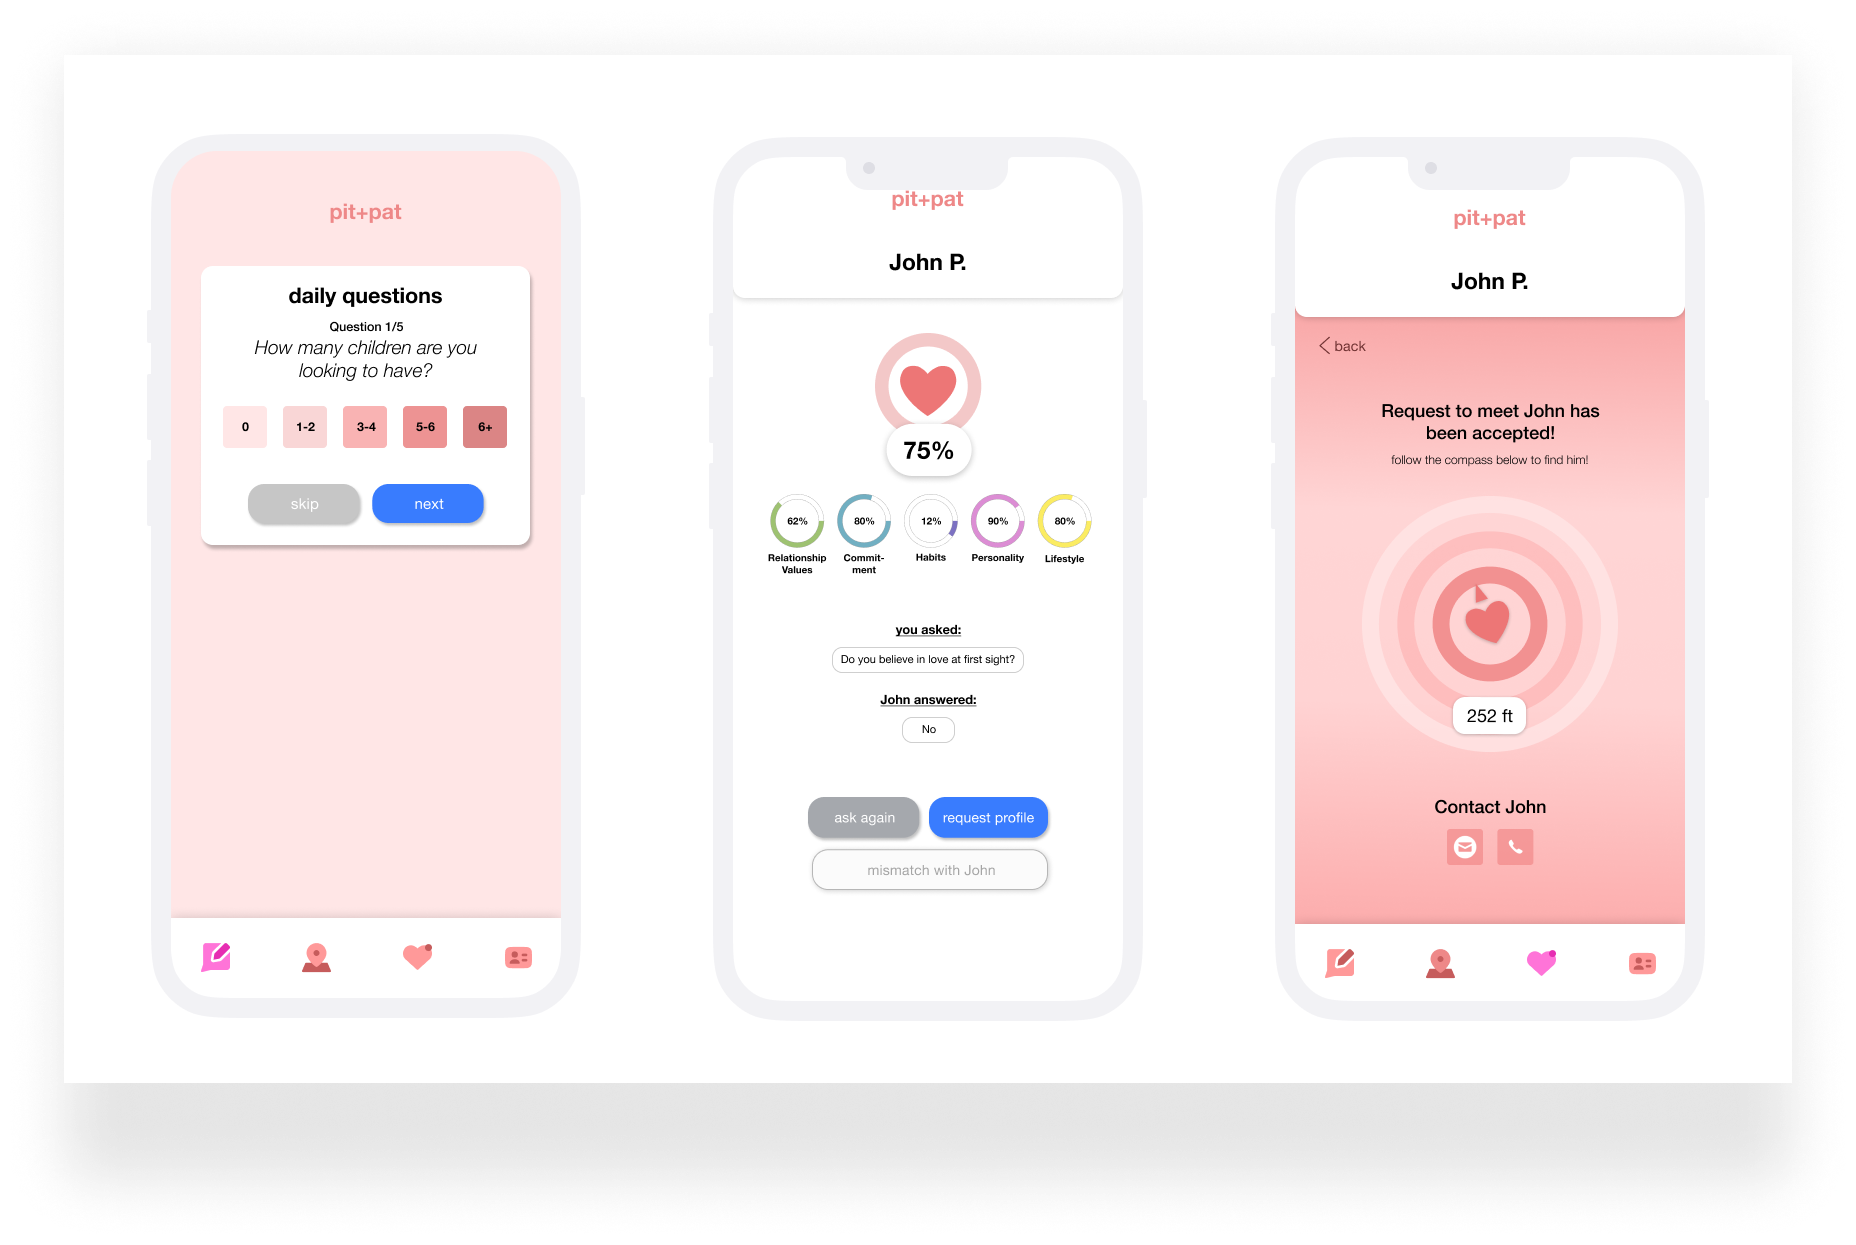 pit+pat
daily questions
Question 1/5
How many children are you
looking to have?
0 1-2 3-4 5-6 6+
skip next
pit+pat
John P.
75%
62% 80% 12% 90% 80%
Relationship Commit- Habits Personality Lifestyle
Values ment
you asked:
Do you believe in love at first sight?
John answered:
No
ask again request profile
mismatch with John
pit+pat
John P.
back
Request to meet John has
been accepted!
follow the compass below to find him!
252 ft
Contact John